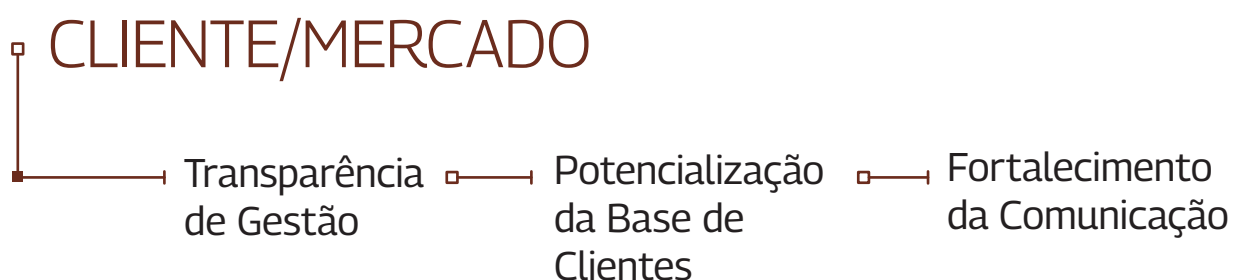 CLIENTE/MERCADO
Transparência
de Gestão
Potencialização
da Base de
Clientes
Fortalecimento
da Comunicação